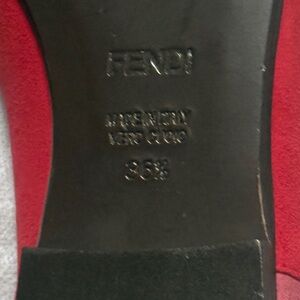 FENDI
MADE IN ITALY
VERO CUOIO
36½